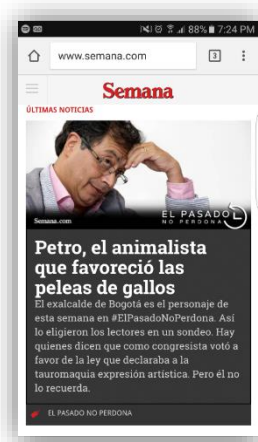 88% 7:24 PM
www.semana.com 3
Semana
ÚLTIMAS NOTICIAS
Semana.com
EL PASADO
NO PERDONA
Petro, el animalista
que favoreció las
peleas de gallos
El exalcalde de Bogotá es el personaje de
esta semana en #ElPasadoNoPerdona. Así
lo eligieron los lectores en un sondeo. Hay
quienes dicen que como congresista votó a
favor de la ley que declaraba a la
tauromaquia expresión artística. Pero él no
lo recuerda.
EL PASADO NO PERDONA